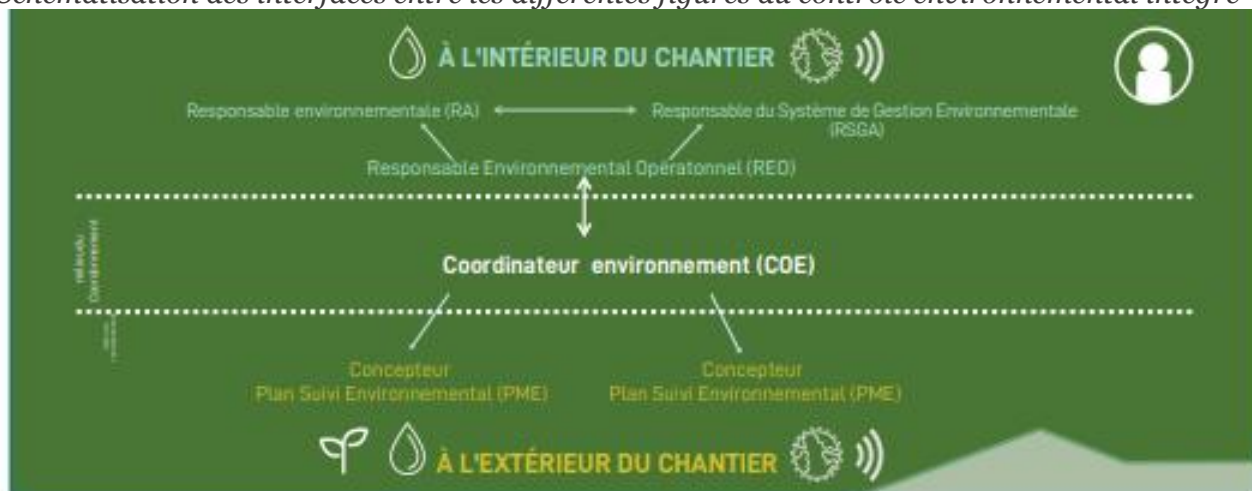 Schématisation des interfaces entre les différentes figures du contrôle environnemental intégré
À L'INTÉRIEUR DU CHANTIER
Responsable environnementale (RA)
Responsable du Système de Gestion Environnementale
(RSGA)
Responsable Environnemental Opératonnel (REO)
Coordinateur environnement (COE)
Concepteur
Plan Suivi Environnemental (PME)
Concepteur
Plan Suivi Environnemental (PME)
À L'EXTÉRIEUR DU CHANTIER